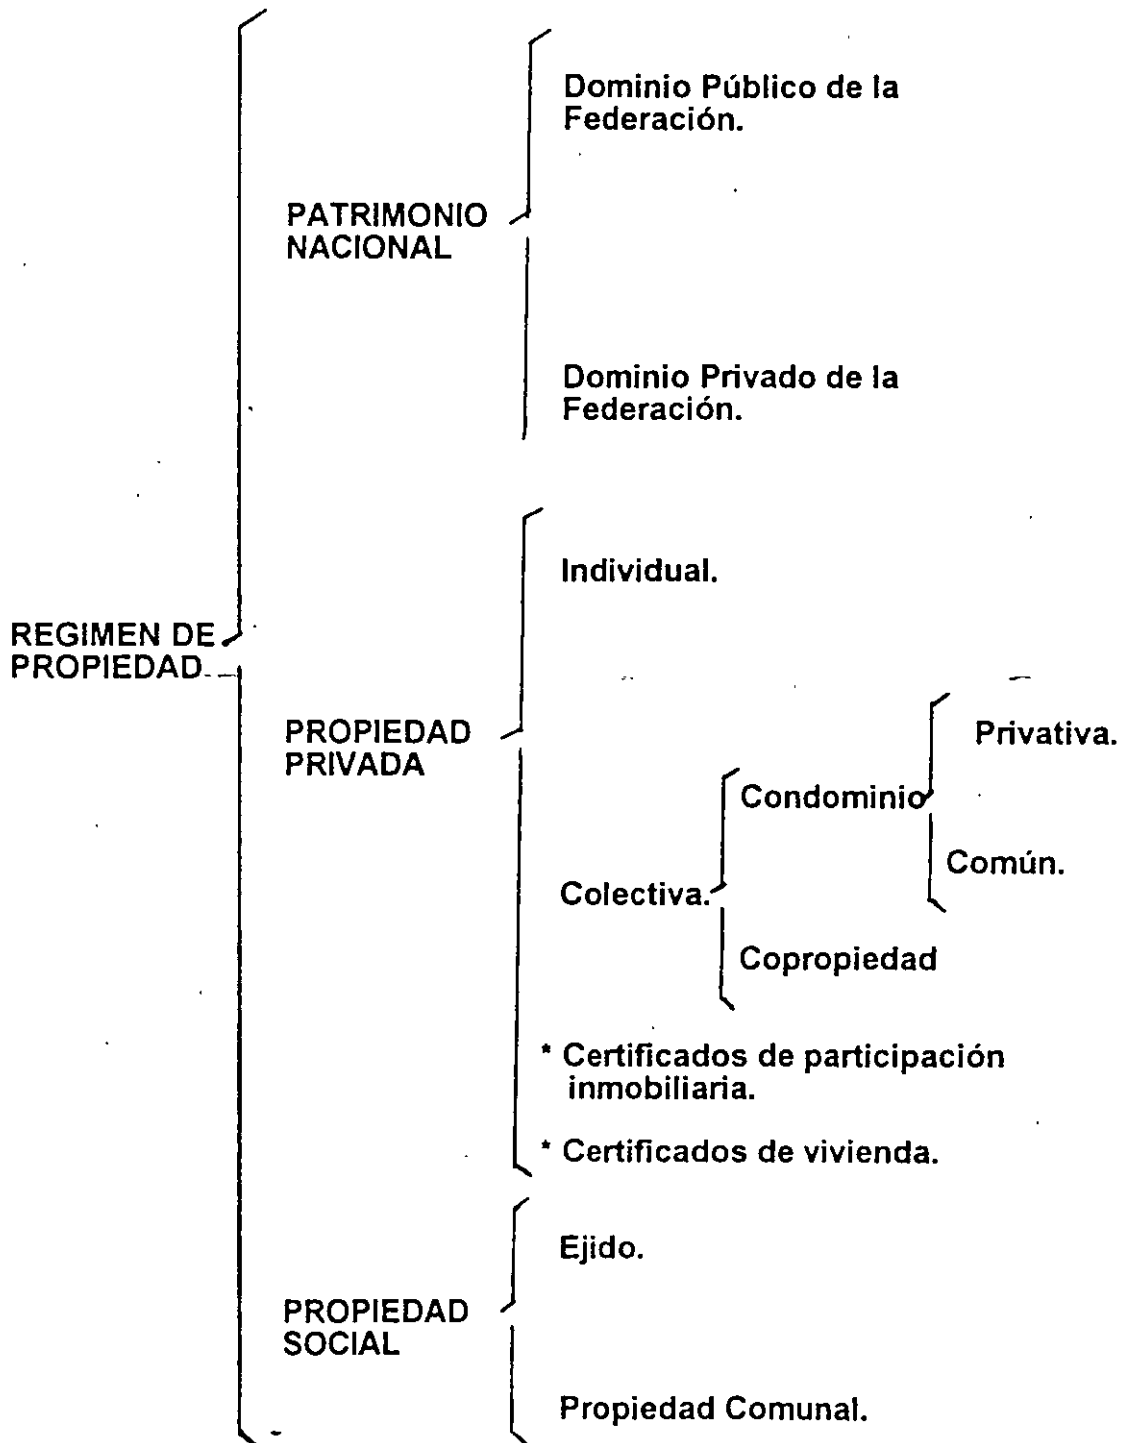 REGIMEN DE
PROPIEDAD
PATRIMONIO
NACIONAL
Dominio Público de la
Federación.
Dominio Privado de la
Federación.
PROPIEDAD
PRIVADA
Individual.
Colectiva.
Condominio
Privativa.
Común.
Copropiedad
* Certificados de participación
inmobiliaria.
* Certificados de vivienda.
PROPIEDAD
SOCIAL
Ejido.
Propiedad Comunal.